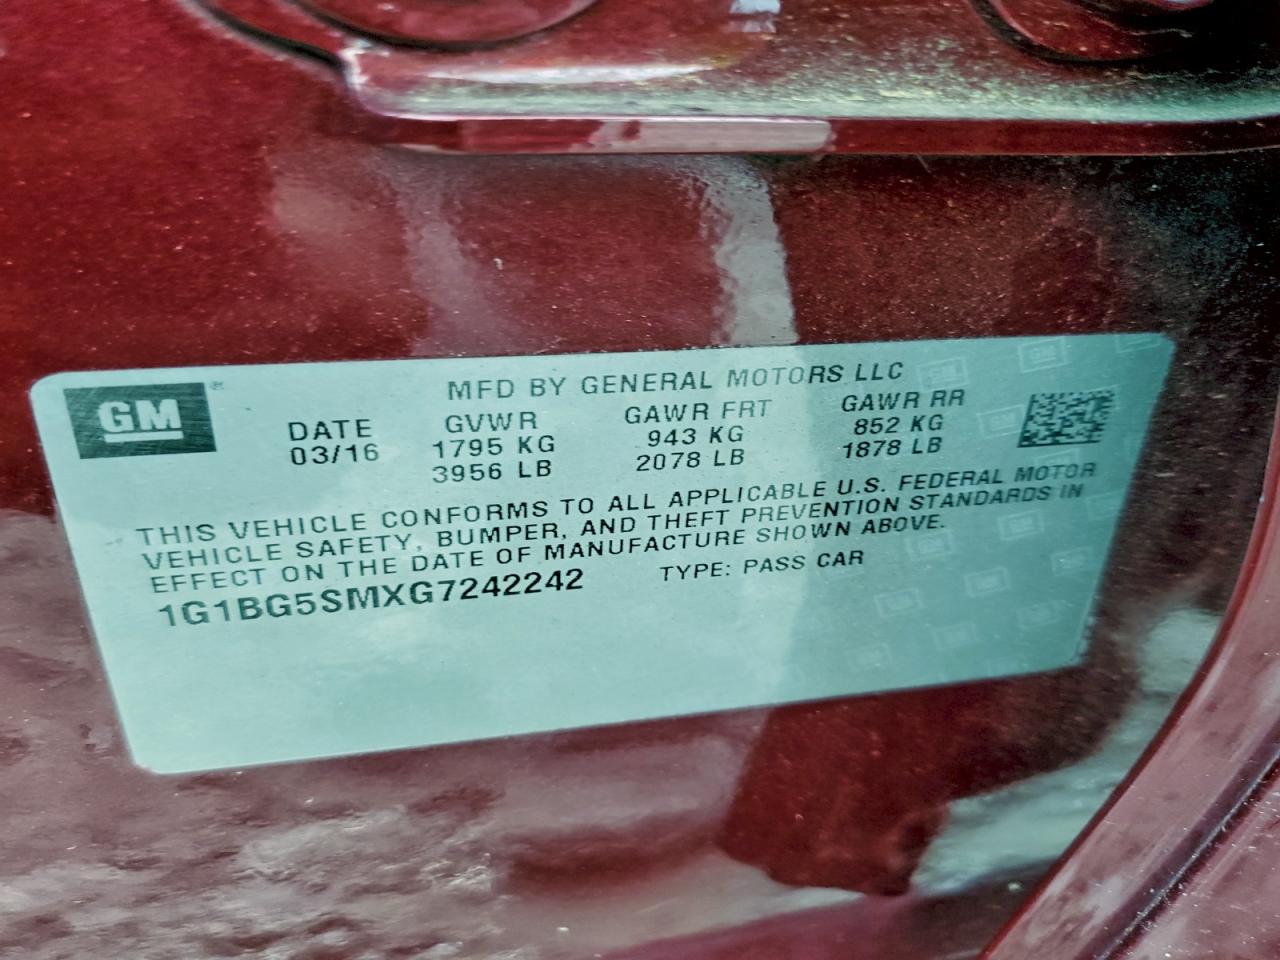 GM
MFD BY GENERAL MOTORS LLC
DATE
03/16
GVWR
1795 KG
3956 LB
GAWR FRT
943 KG
2078 LB
GAWR RR
852 KG
1878 LB
THIS VEHICLE CONFORMS TO ALL APPLICABLE U.S. FEDERAL MOTOR
VEHICLE SAFETY, BUMPER, AND THEFT PREVENTION STANDARDS IN
EFFECT ON THE DATE OF MANUFACTURE SHOWN ABOVE.
1G1BG5SMXG7242242
TYPE: PASS CAR